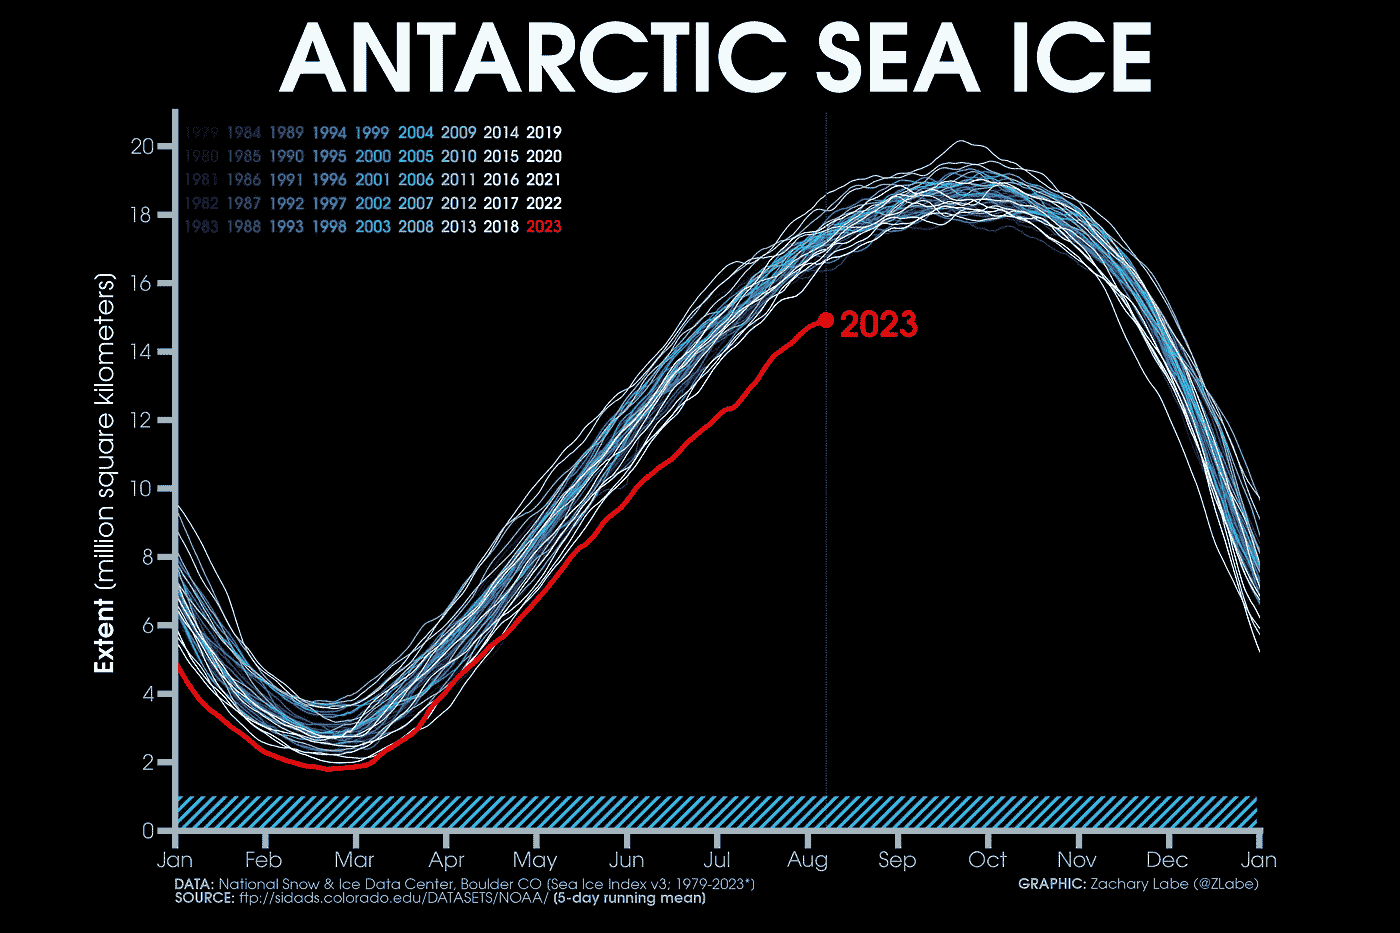 ANTARCTIC SEA ICE
1979 1984 1989 1994 1999 2004 2009 2014 2019
1980 1985 1990 1995 2000 2005 2010 2015 2020
1981 1986 1991 1996 2001 2006 2011 2016 2021
1982 1987 1992 1997 2002 2007 2012 2017 2022
1983 1988 1993 1998 2003 2008 2013 2018 2023
Extent (million square kilometers)
20
18
16
14
12
10
8
6
4
2
0
2023
Jan Feb Mar Apr May Jun Jul Aug Sep Oct Nov Dec Jan
DATA: National Snow & Ice Data Center, Boulder CO (Sea Ice Index v3; 1979-2023*)
SOURCE: ftp://sidads.colorado.edu/DATASETS/NOAA/ (5-day running mean)
GRAPHIC: Zachary Labe (@ZLabe)